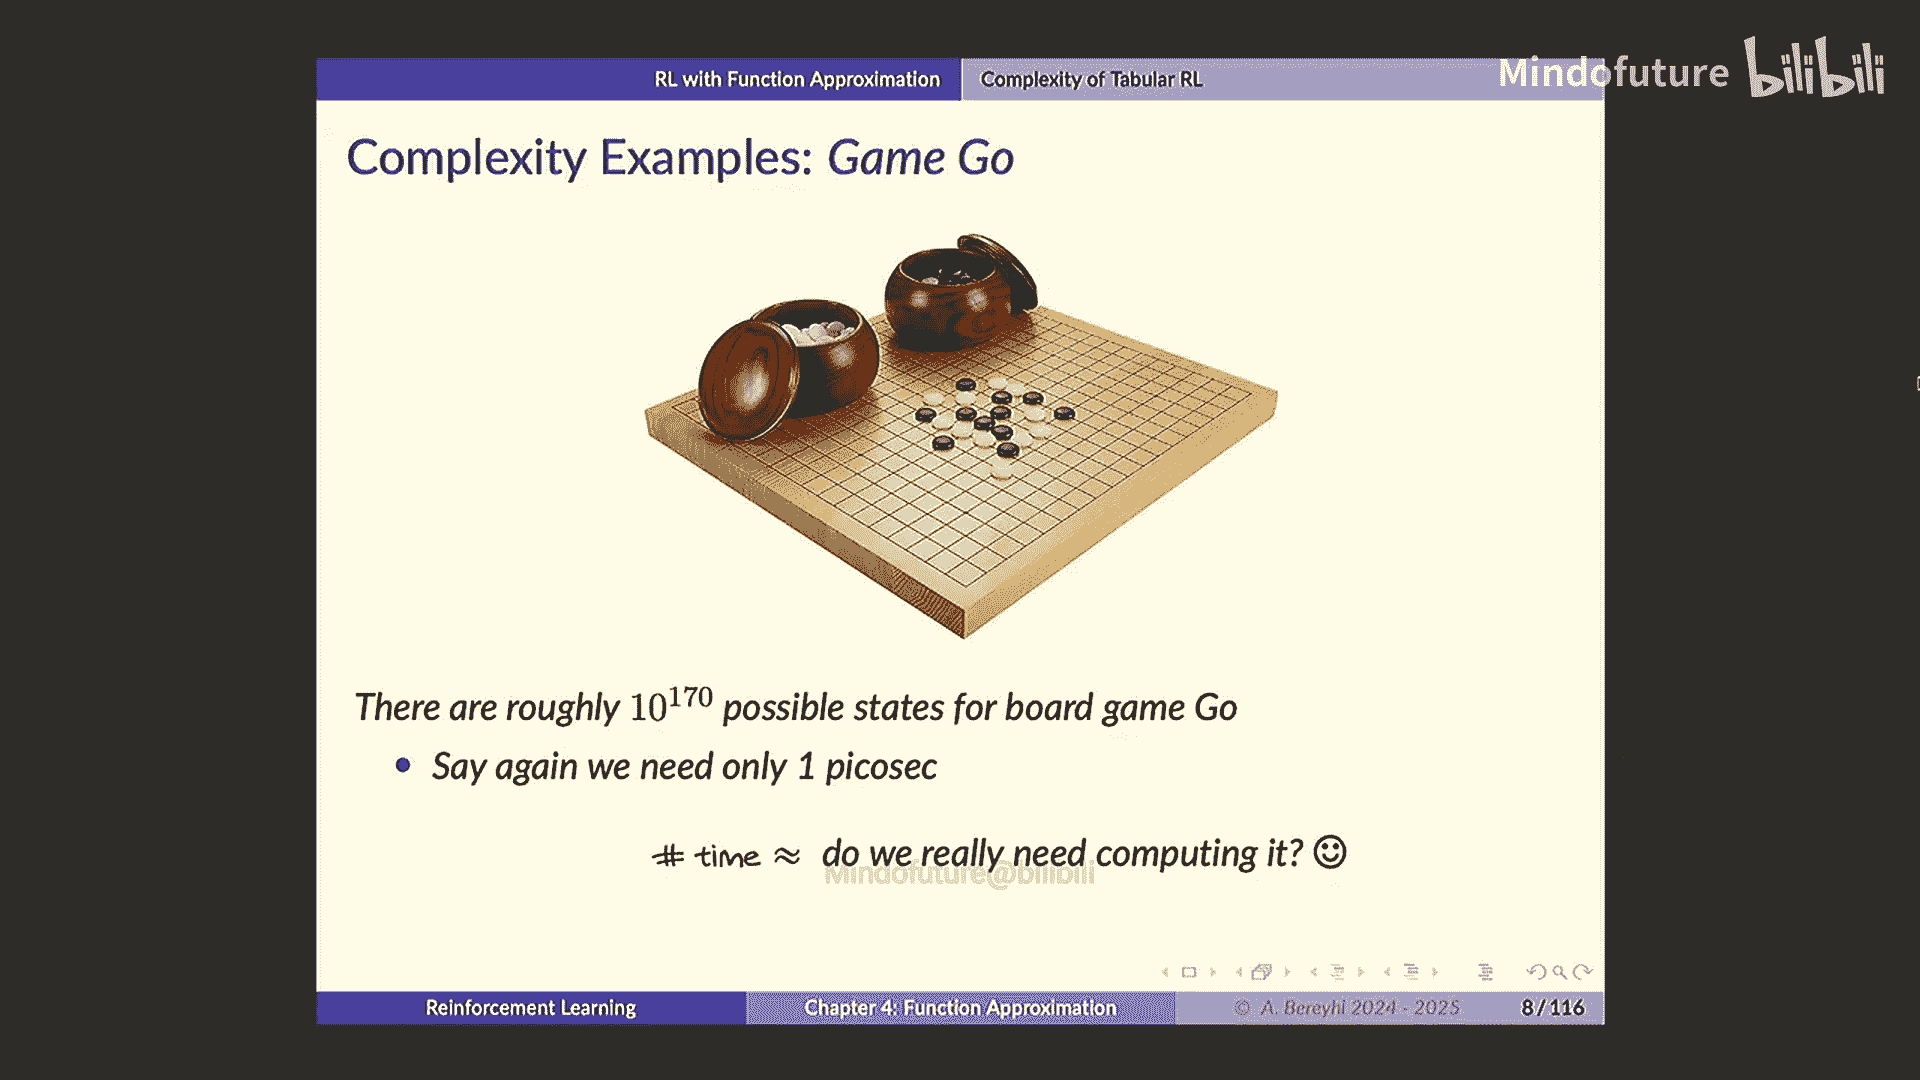 RL with Function Approximation
Complexity of Tabular RL
Mindofuture bilibili
Complexity Examples: Game Go
There are roughly 10^170 possible states for board game Go
• Say again we need only 1 picosec
# time ≈ do we really need computing it? ☺
Mindofuture@bilibili
Reinforcement Learning
Chapter 4: Function Approximation
© A. Bereyhi 2024 - 2025
8/116